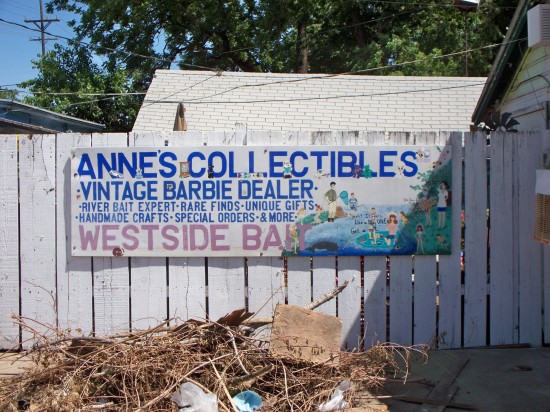 ANNE'S·COLLECTIBLES
·VINTAGE BARBIE DEALER·
·RIVER BAIT EXPERT·RARE FINDS·UNIQUE GIFTS
·HANDMADE CRAFTS·SPECIAL ORDERS·& MORE·
WESTSIDE BAIT